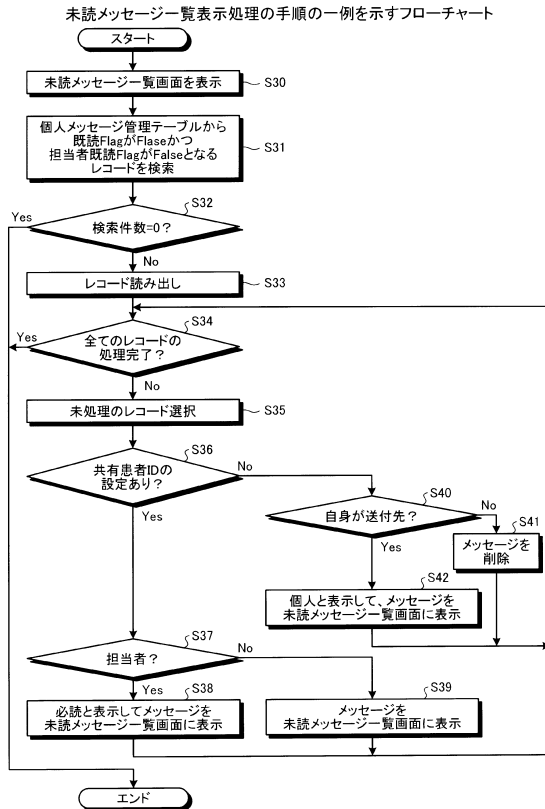 未読メッセージ一覧表示処理の手順の一例を示すフローチャート
スタート
未読メッセージ一覧画面を表示
S30
個人メッセージ管理テーブルから
既読FlagがFlaseかつ
担当者既読FlagがFalseとなる
レコードを検索
S31
S32
Yes
検索件数=0?
No
レコード読み出し
S33
S34
Yes
全てのレコードの
処理完了?
No
未処理のレコード選択
S35
S36
共有患者IDの
設定あり?
No
Yes
S40
自身が送付先?
No
S41
Yes
メッセージを
削除
S42
個人と表示して、メッセージを
未読メッセージ一覧画面に表示
S37
担当者?
No
Yes
S38
必読と表示してメッセージを
未読メッセージ一覧画面に表示
S39
メッセージを
未読メッセージ一覧画面に表示
エンド